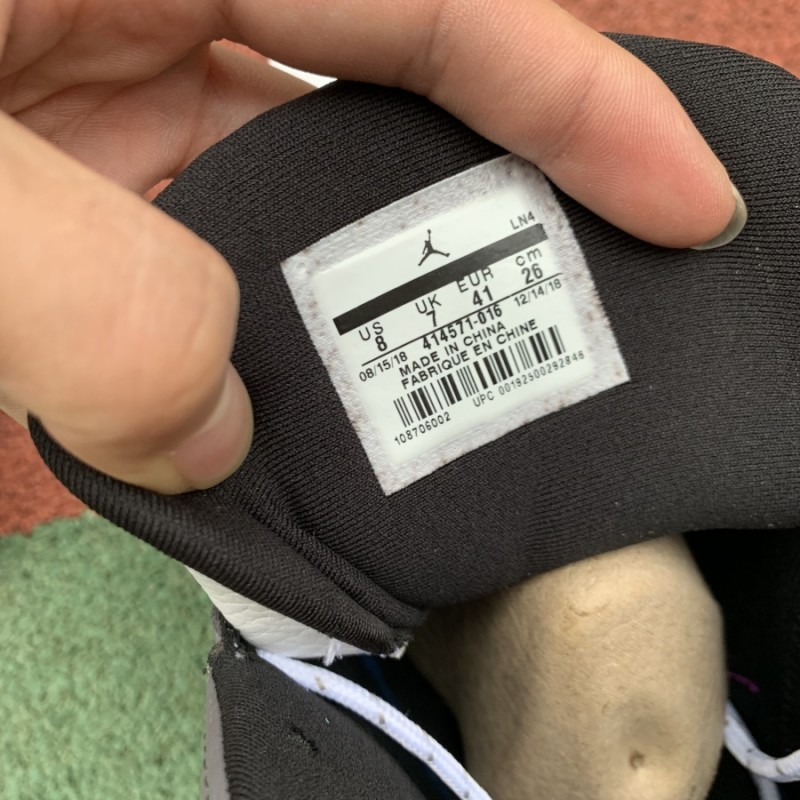 LN4
US UK EUR cm
8 7 41 26
414571-016
08/15/18 12/14/18
MADE IN CHINA
FABRIQUE EN CHINE
108706002 UPC 00192500292846